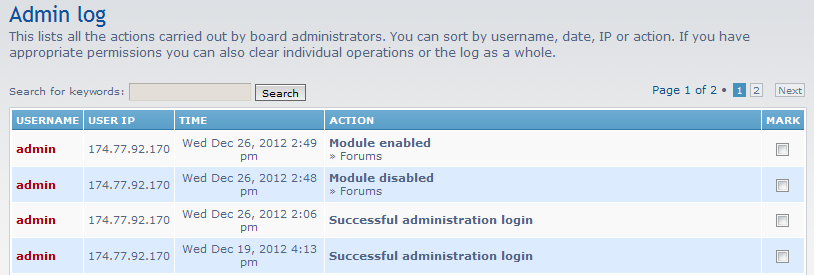 Admin log
This lists all the actions carried out by board administrators. You can sort by username, date, IP or action. If you have
appropriate permissions you can also clear individual operations or the log as a whole.
Search for keywords: Search Page 1 of 2 • 1 2 Next
USERNAME USER IP TIME ACTION MARK
admin 174.77.92.170 Wed Dec 26, 2012 2:49 Module enabled
pm » Forums
admin 174.77.92.170 Wed Dec 26, 2012 2:48 Module disabled
pm » Forums
admin 174.77.92.170 Wed Dec 26, 2012 2:06 Successful administration login
pm
admin 174.77.92.170 Wed Dec 19, 2012 4:13 Successful administration login
pm